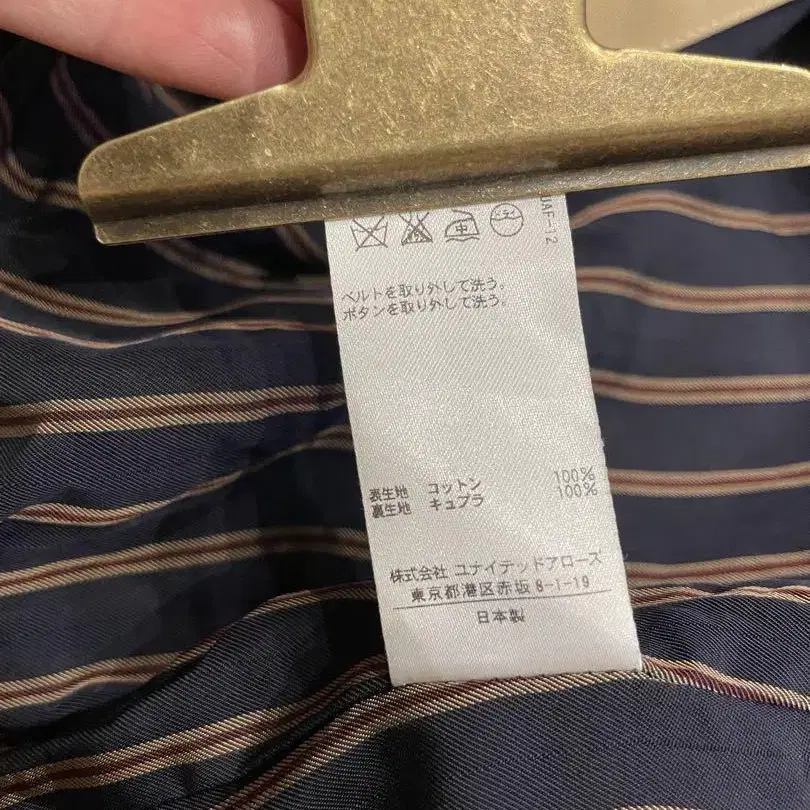 ベルトを取り外して洗う。
ボタンを取り外して洗う。
表生地 コットン 100%
裏生地 キュプラ 100%
株式会社 ユナイテッドアローズ
東京都港区赤坂 8-1-19
日本製